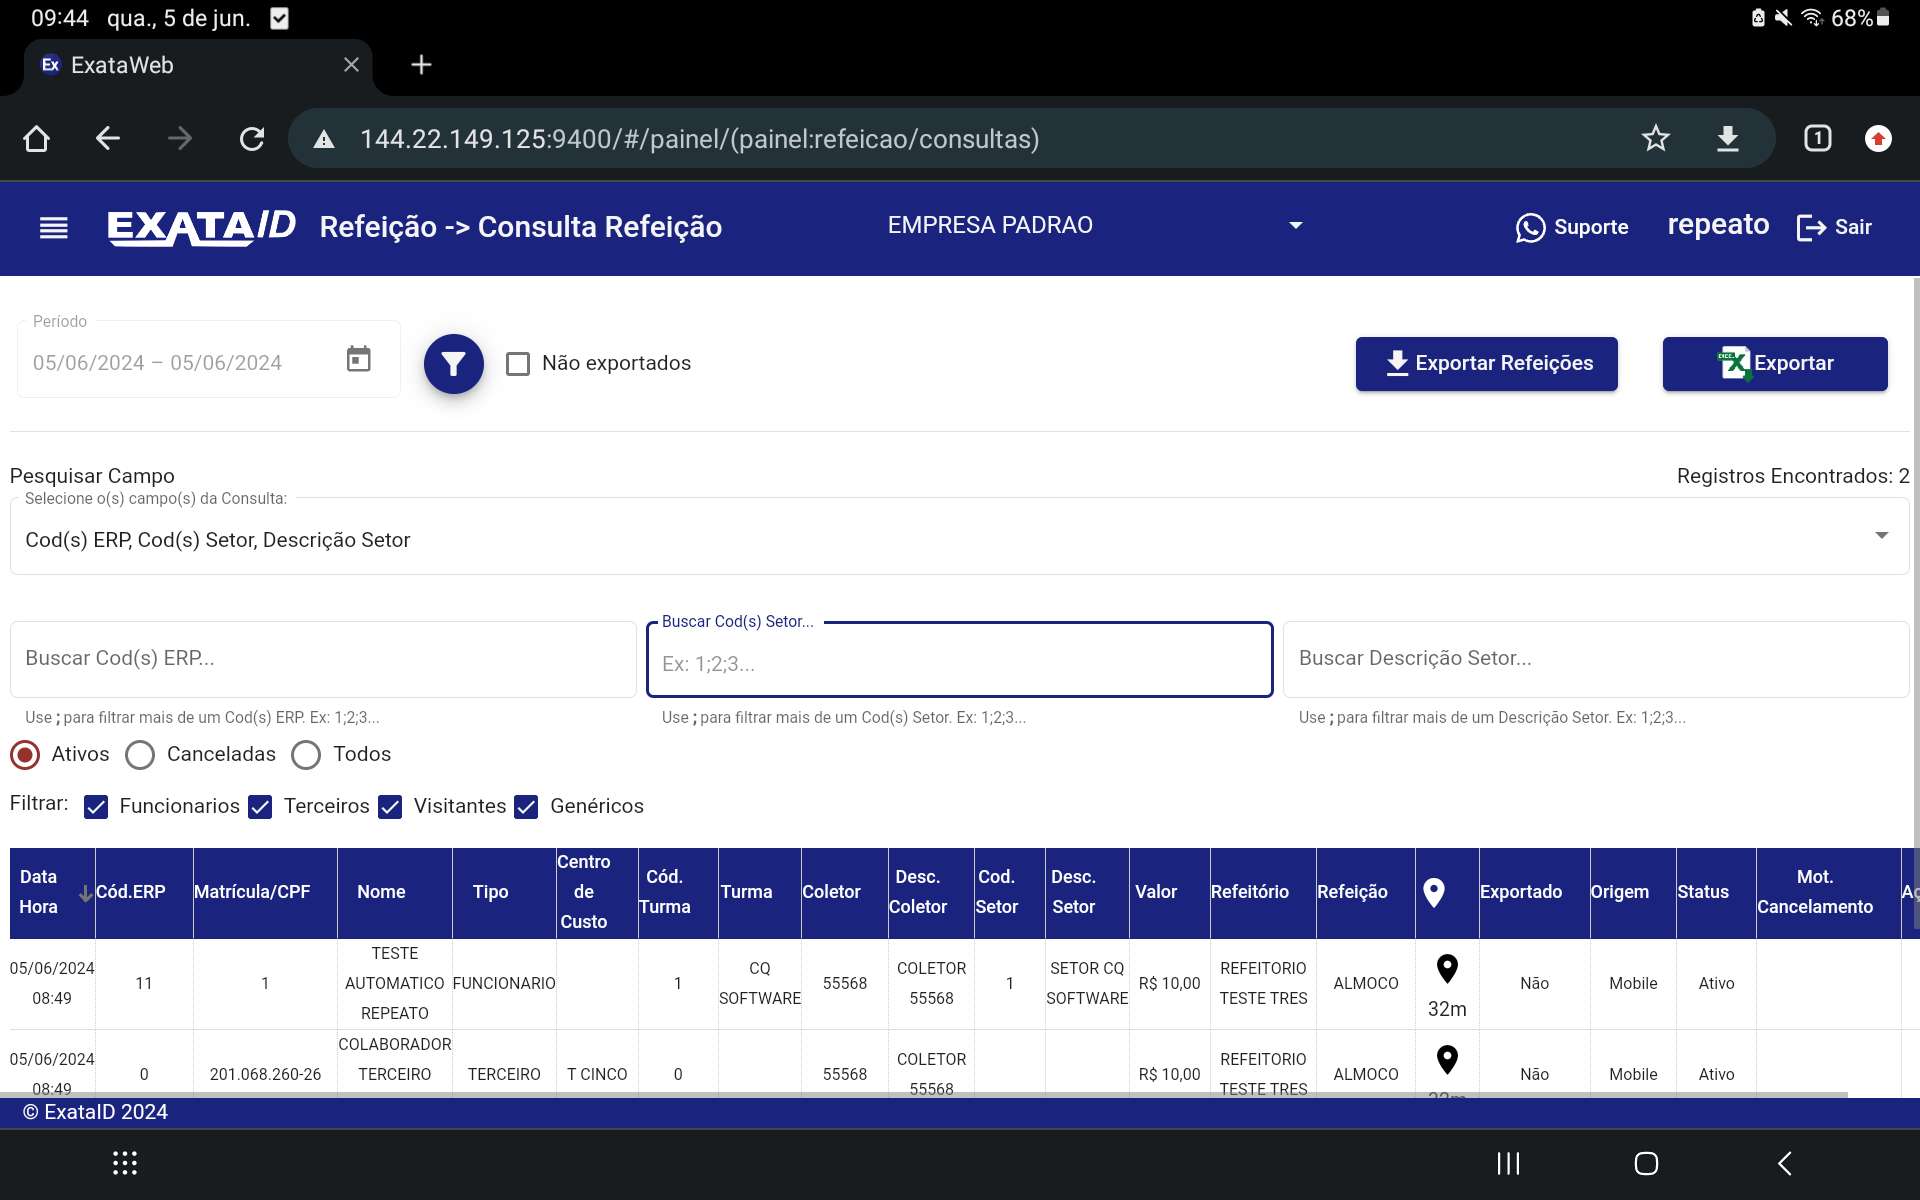 09:44 qua., 5 de jun. 68%
Ex ExataWeb
144.22.149.125:9400/#/painel/(painel:refeicao/consultas) 1
EXATAID Refeição -> Consulta Refeição EMPRESA PADRAO Suporte repeato Sair
Período
05/06/2024 – 05/06/2024 Não exportados Exportar Refeições Exportar
Pesquisar Campo Registros Encontrados: 2
Selecione o(s) campo(s) da Consulta:
Cod(s) ERP, Cod(s) Setor, Descrição Setor
Buscar Cod(s) Setor...
Buscar Cod(s) ERP... Ex: 1;2;3... Buscar Descrição Setor...
Use ; para filtrar mais de um Cod(s) ERP. Ex: 1;2;3... Use ; para filtrar mais de um Cod(s) Setor. Ex: 1;2;3... Use ; para filtrar mais de um Descrição Setor. Ex: 1;2;3...
Ativos Canceladas Todos
Filtrar: Funcionarios Terceiros Visitantes Genéricos
Data Hora Cód.ERP Matrícula/CPF Nome Tipo Centro de Custo Cód. Turma Turma Coletor Desc. Coletor Cod. Setor Desc. Setor Valor Refeitório Refeição Exportado Origem Status Mot. Cancelamento
05/06/2024 08:49 11 1 TESTE AUTOMATICO REPEATO FUNCIONARIO 1 CQ SOFTWARE 55568 COLETOR 55568 1 SETOR CQ SOFTWARE R$ 10,00 REFEITORIO TESTE TRES ALMOCO 32m Não Mobile Ativo
05/06/2024 08:49 0 201.068.260-26 COLABORADOR TERCEIRO TERCEIRO T CINCO 0 55568 COLETOR 55568 R$ 10,00 REFEITORIO TESTE TRES ALMOCO Não Mobile Ativo
© ExataID 2024